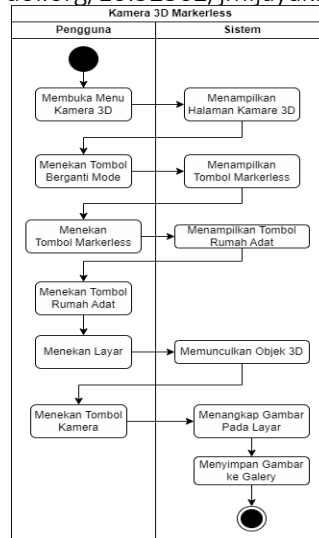 Kamera 3D Markerless
Pengguna
Sistem
Membuka Menu
Kamera 3D
Menampilkan
Halaman Kamare 3D
Menekan Tombol
Berganti Mode
Menampilkan
Tombol Markerless
Menekan
Tombol Markerless
Menampilkan Tombol
Rumah Adat
Menekan Tombol
Rumah Adat
Menekan Layar
Memunculkan Objek 3D
Menekan Tombol
Kamera
Menangkap Gambar
Pada Layar
Menyimpan Gambar
ke Galery